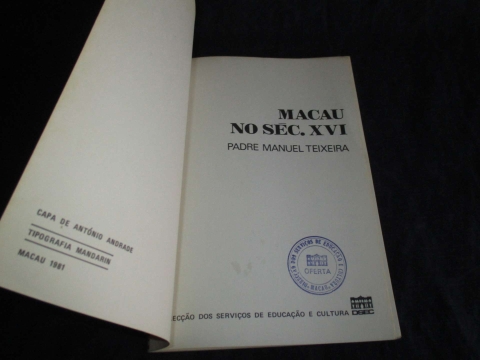 CAPA DE ANTÓNIO ANDRADE
TIPOGRAFIA MANDARIN
MACAU 1981
MACAU
NO SÉC. XVI
PADRE MANUEL TEIXEIRA
OFERTA
ECÇÃO DOS SERVIÇOS DE EDUCAÇÃO E CULTURA